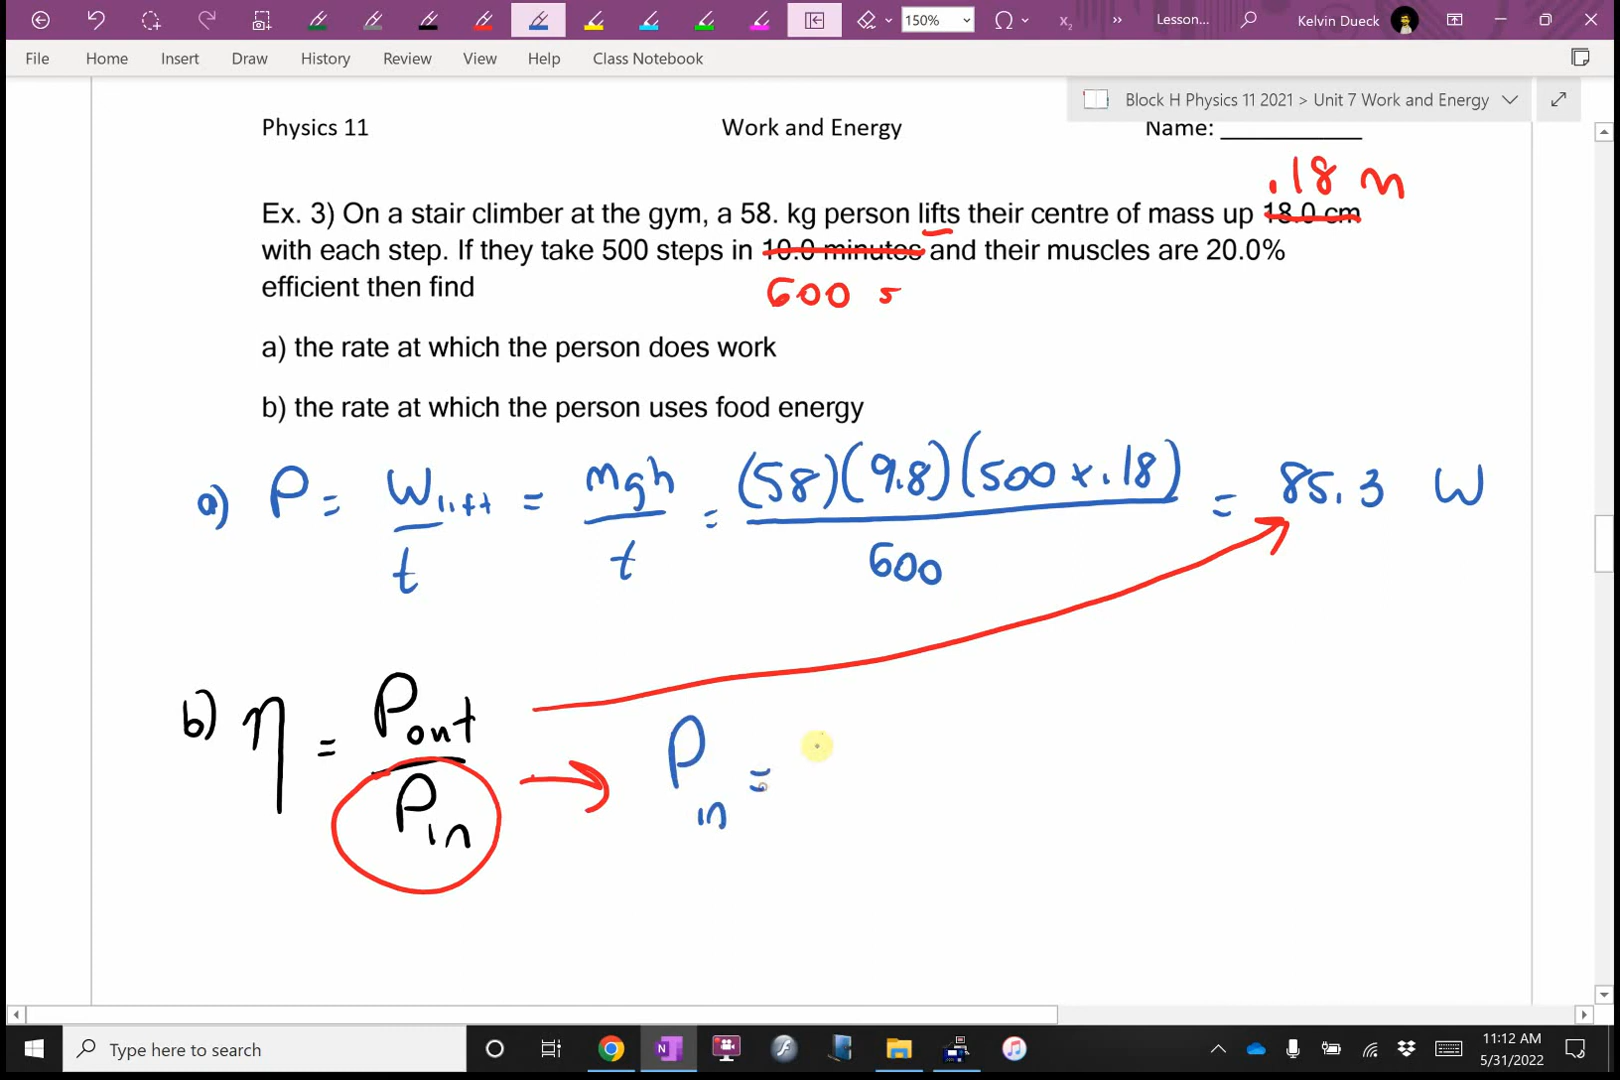 150% Lesson... Kelvin Dueck
File Home Insert Draw History Review View Help Class Notebook
Block H Physics 11 2021 > Unit 7 Work and Energy
Physics 11 Work and Energy Name: ___________
.18 m
Ex. 3) On a stair climber at the gym, a 58. kg person lifts their centre of mass up 18.0 cm
with each step. If they take 500 steps in 10.0 minutes and their muscles are 20.0%
600 s
efficient then find
a) the rate at which the person does work
b) the rate at which the person uses food energy
a) P = W lift / t = mgh / t = (58)(9.8)(500 x .18) / 600 = 85.3 W
b) η = Pout / Pin → Pin =
Type here to search
11:12 AM
5/31/2022